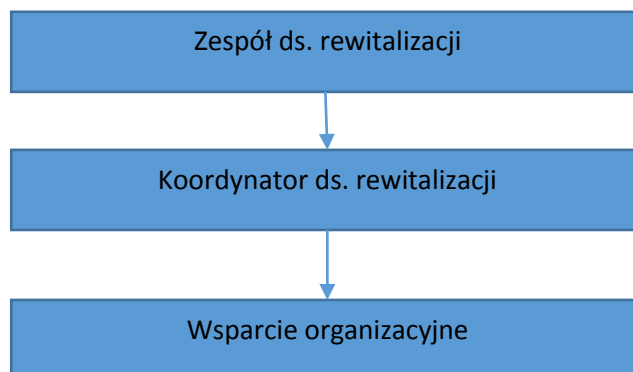 Zespół ds. rewitalizacji
Koordynator ds. rewitalizacji
Wsparcie organizacyjne